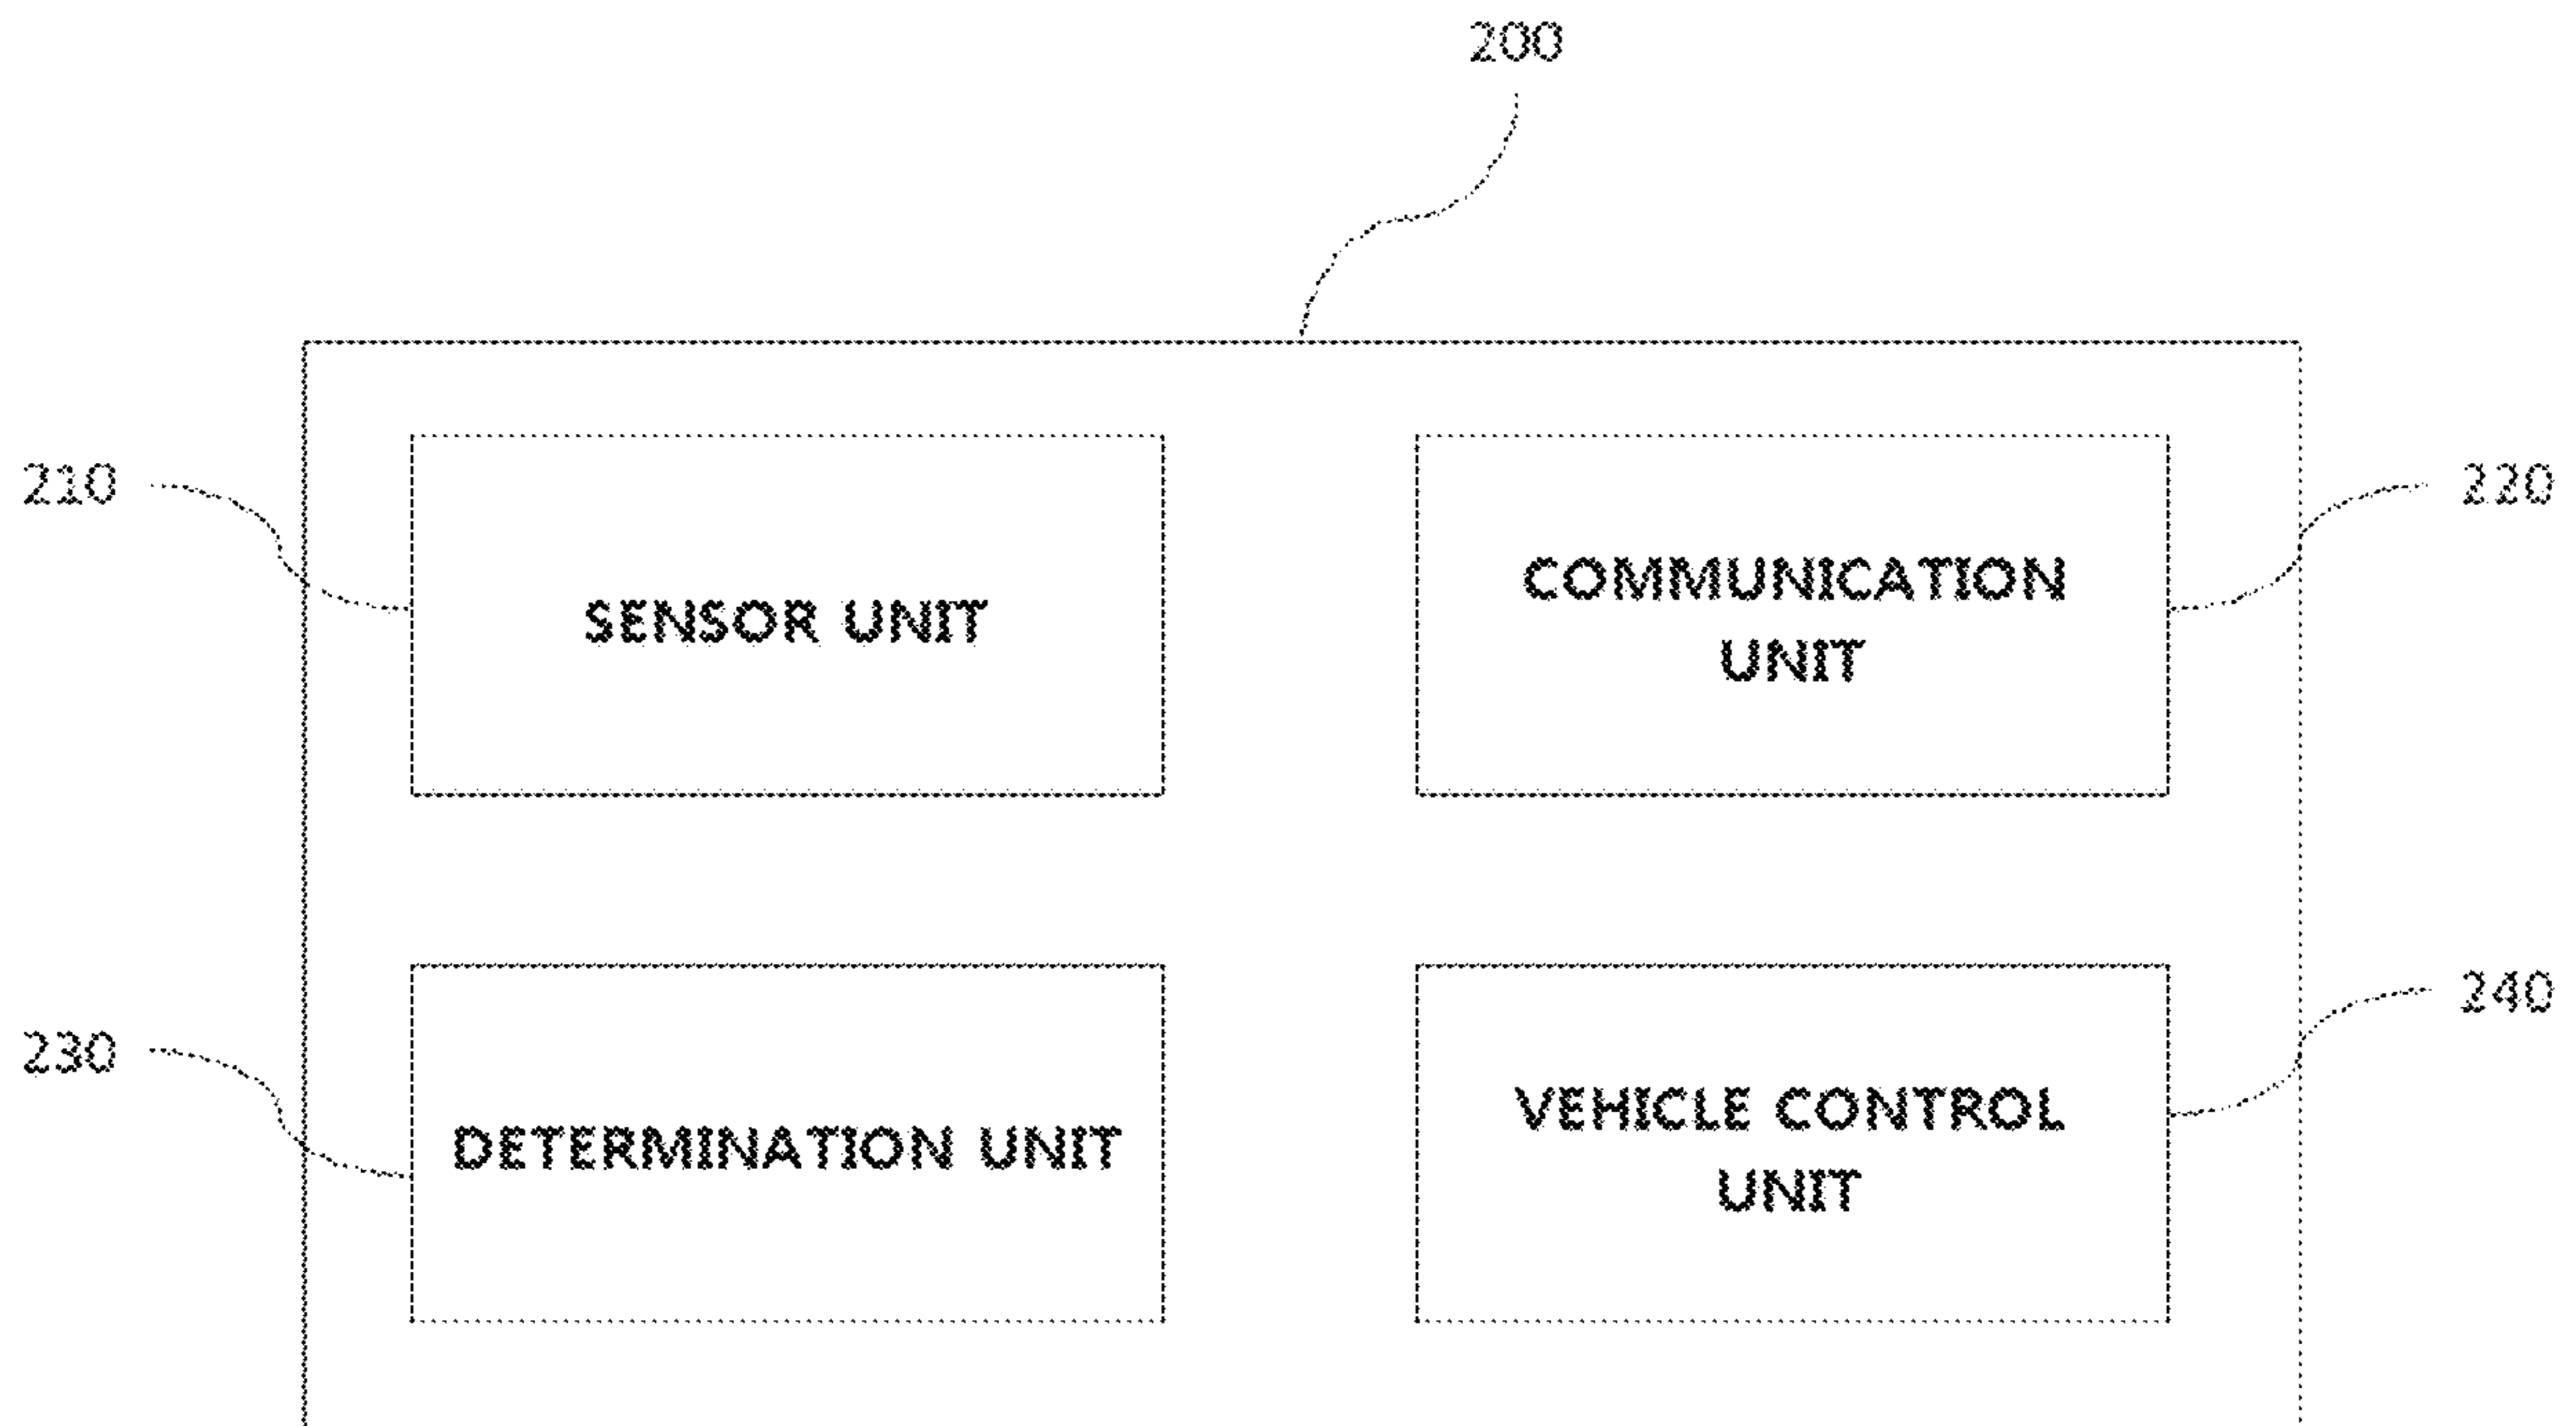 200
210
SENSOR UNIT
COMMUNICATION
UNIT
220
230
DETERMINATION UNIT
VEHICLE CONTROL
UNIT
240